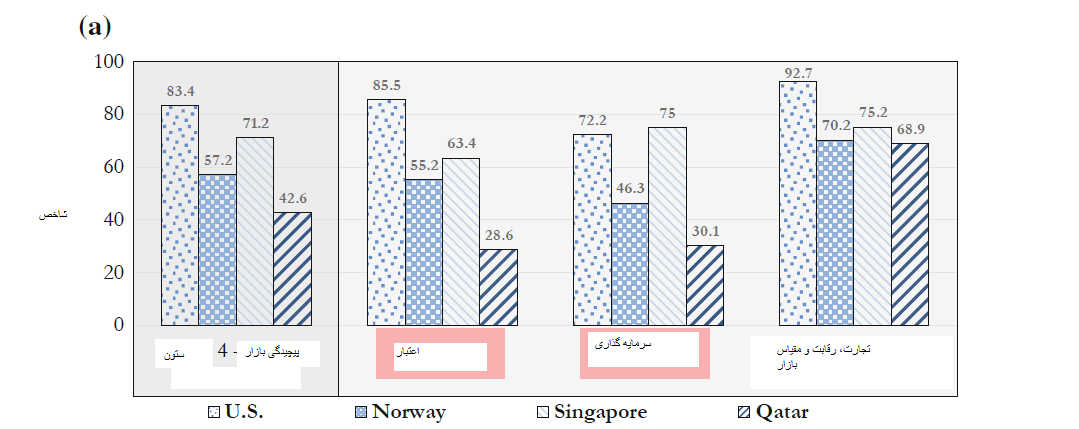 (a)
100
80
60
40
20
0
شاخص
83.4
57.2
71.2
42.6
85.5
55.2
63.4
28.6
72.2
46.3
75
30.1
92.7
70.2
75.2
68.9
ستون 4 - پیچیدگی بازار
اعتبار
سرمایه گذاری
تجارت، رقابت و مقیاس
بازار
U.S. Norway Singapore Qatar